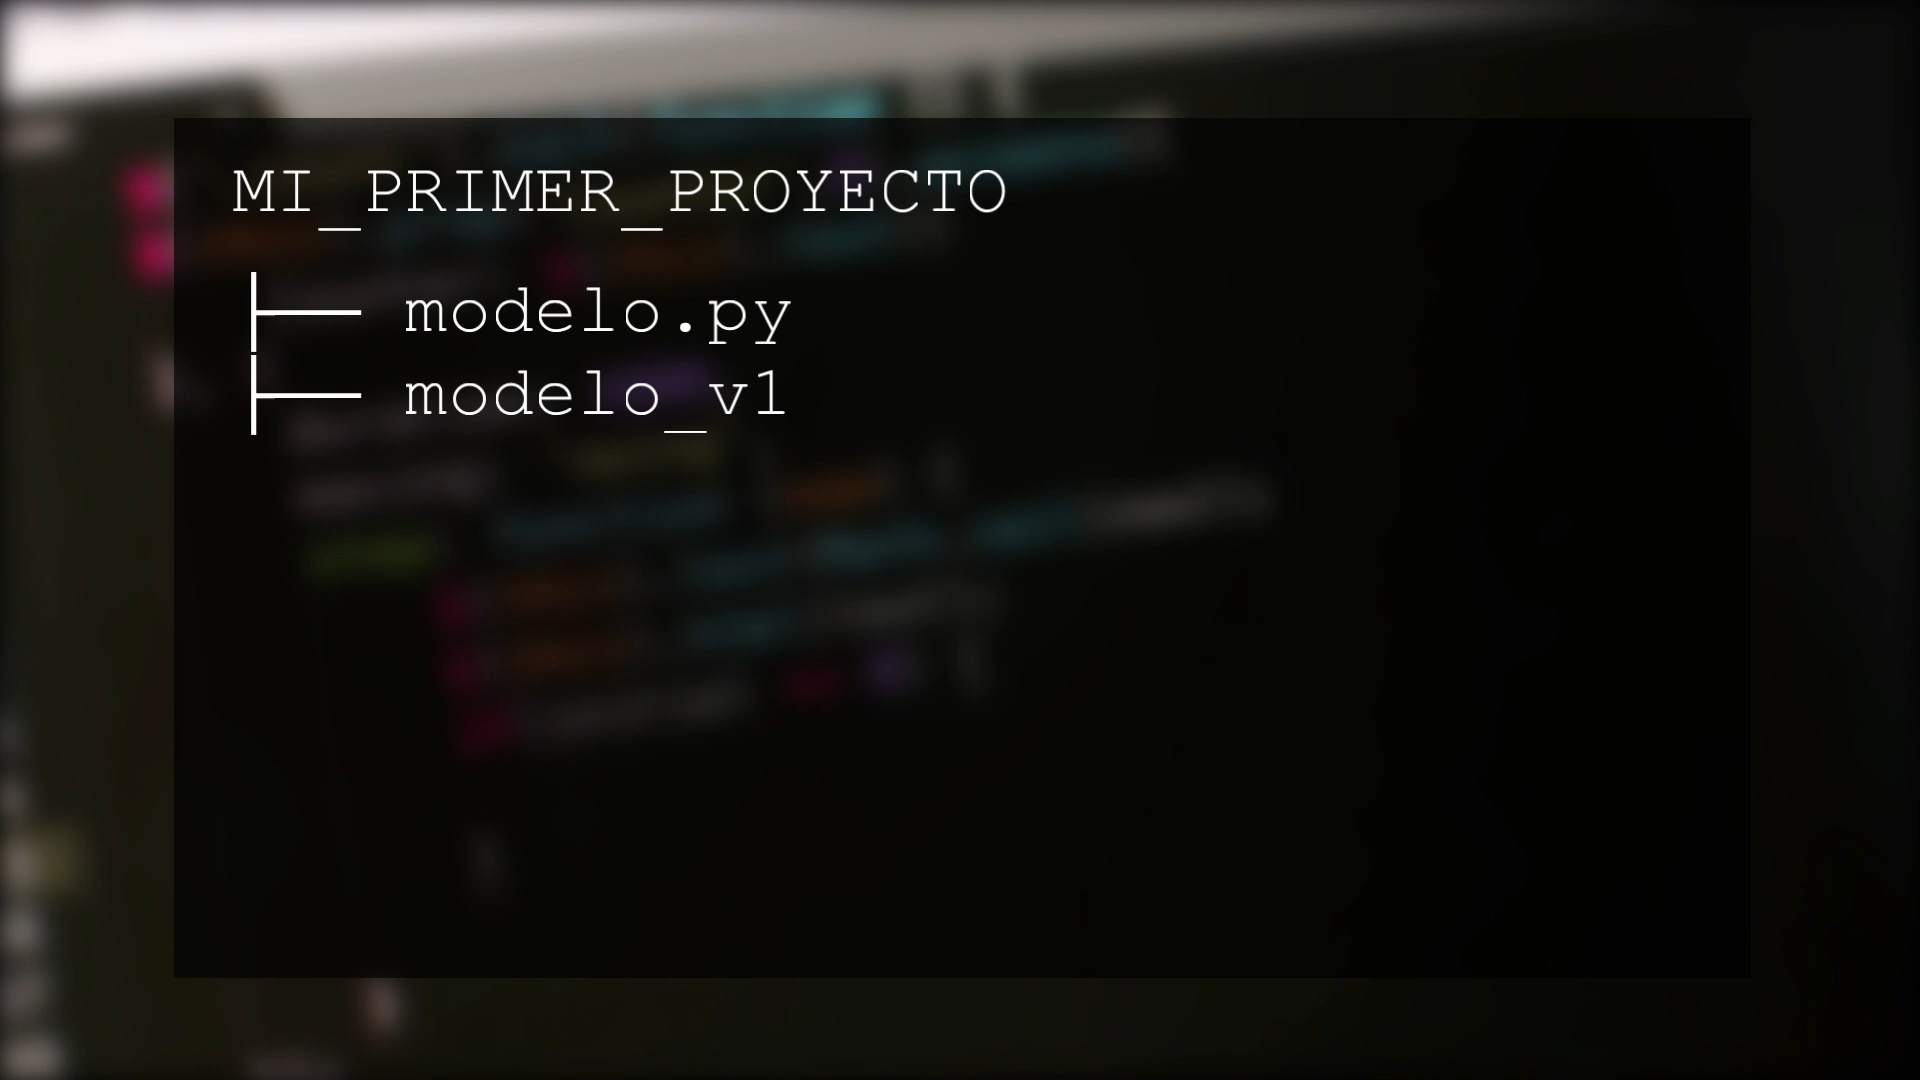 MI_PRIMER_PROYECTO
├── modelo.py
├── modelo_v1